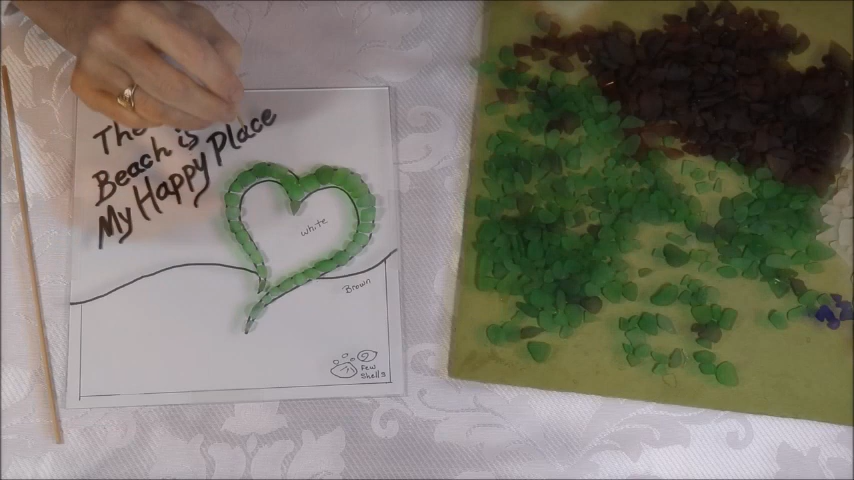 The
Beach is
My Happy Place
white
Brown
Few
Shells